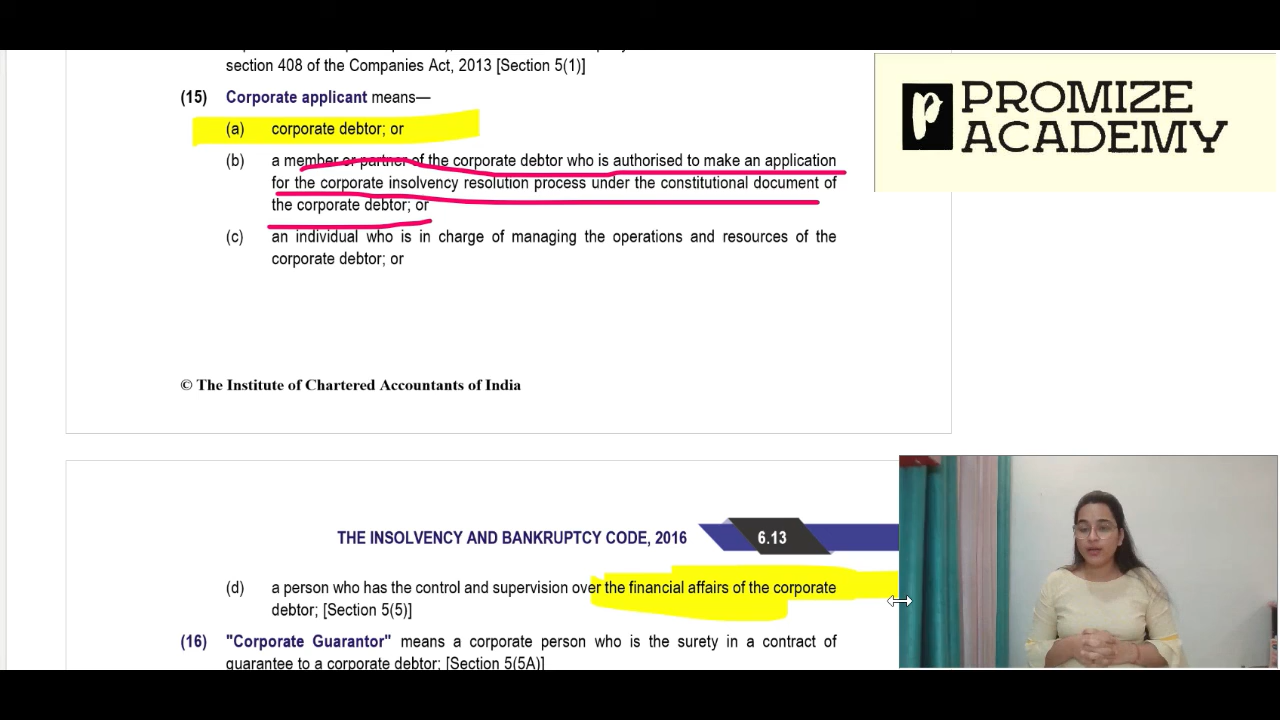 section 408 of the Companies Act, 2013 [Section 5(1)]
(15) Corporate applicant means—
(a) corporate debtor; or
(b) a member or partner of the corporate debtor who is authorised to make an application
for the corporate insolvency resolution process under the constitutional document of
the corporate debtor; or
(c) an individual who is in charge of managing the operations and resources of the
corporate debtor; or
© The Institute of Chartered Accountants of India
PROMIZE
ACADEMY
THE INSOLVENCY AND BANKRUPTCY CODE, 2016 6.13
(d) a person who has the control and supervision over the financial affairs of the corporate
debtor; [Section 5(5)]
(16) "Corporate Guarantor" means a corporate person who is the surety in a contract of
guarantee to a corporate debtor; [Section 5(5A)]